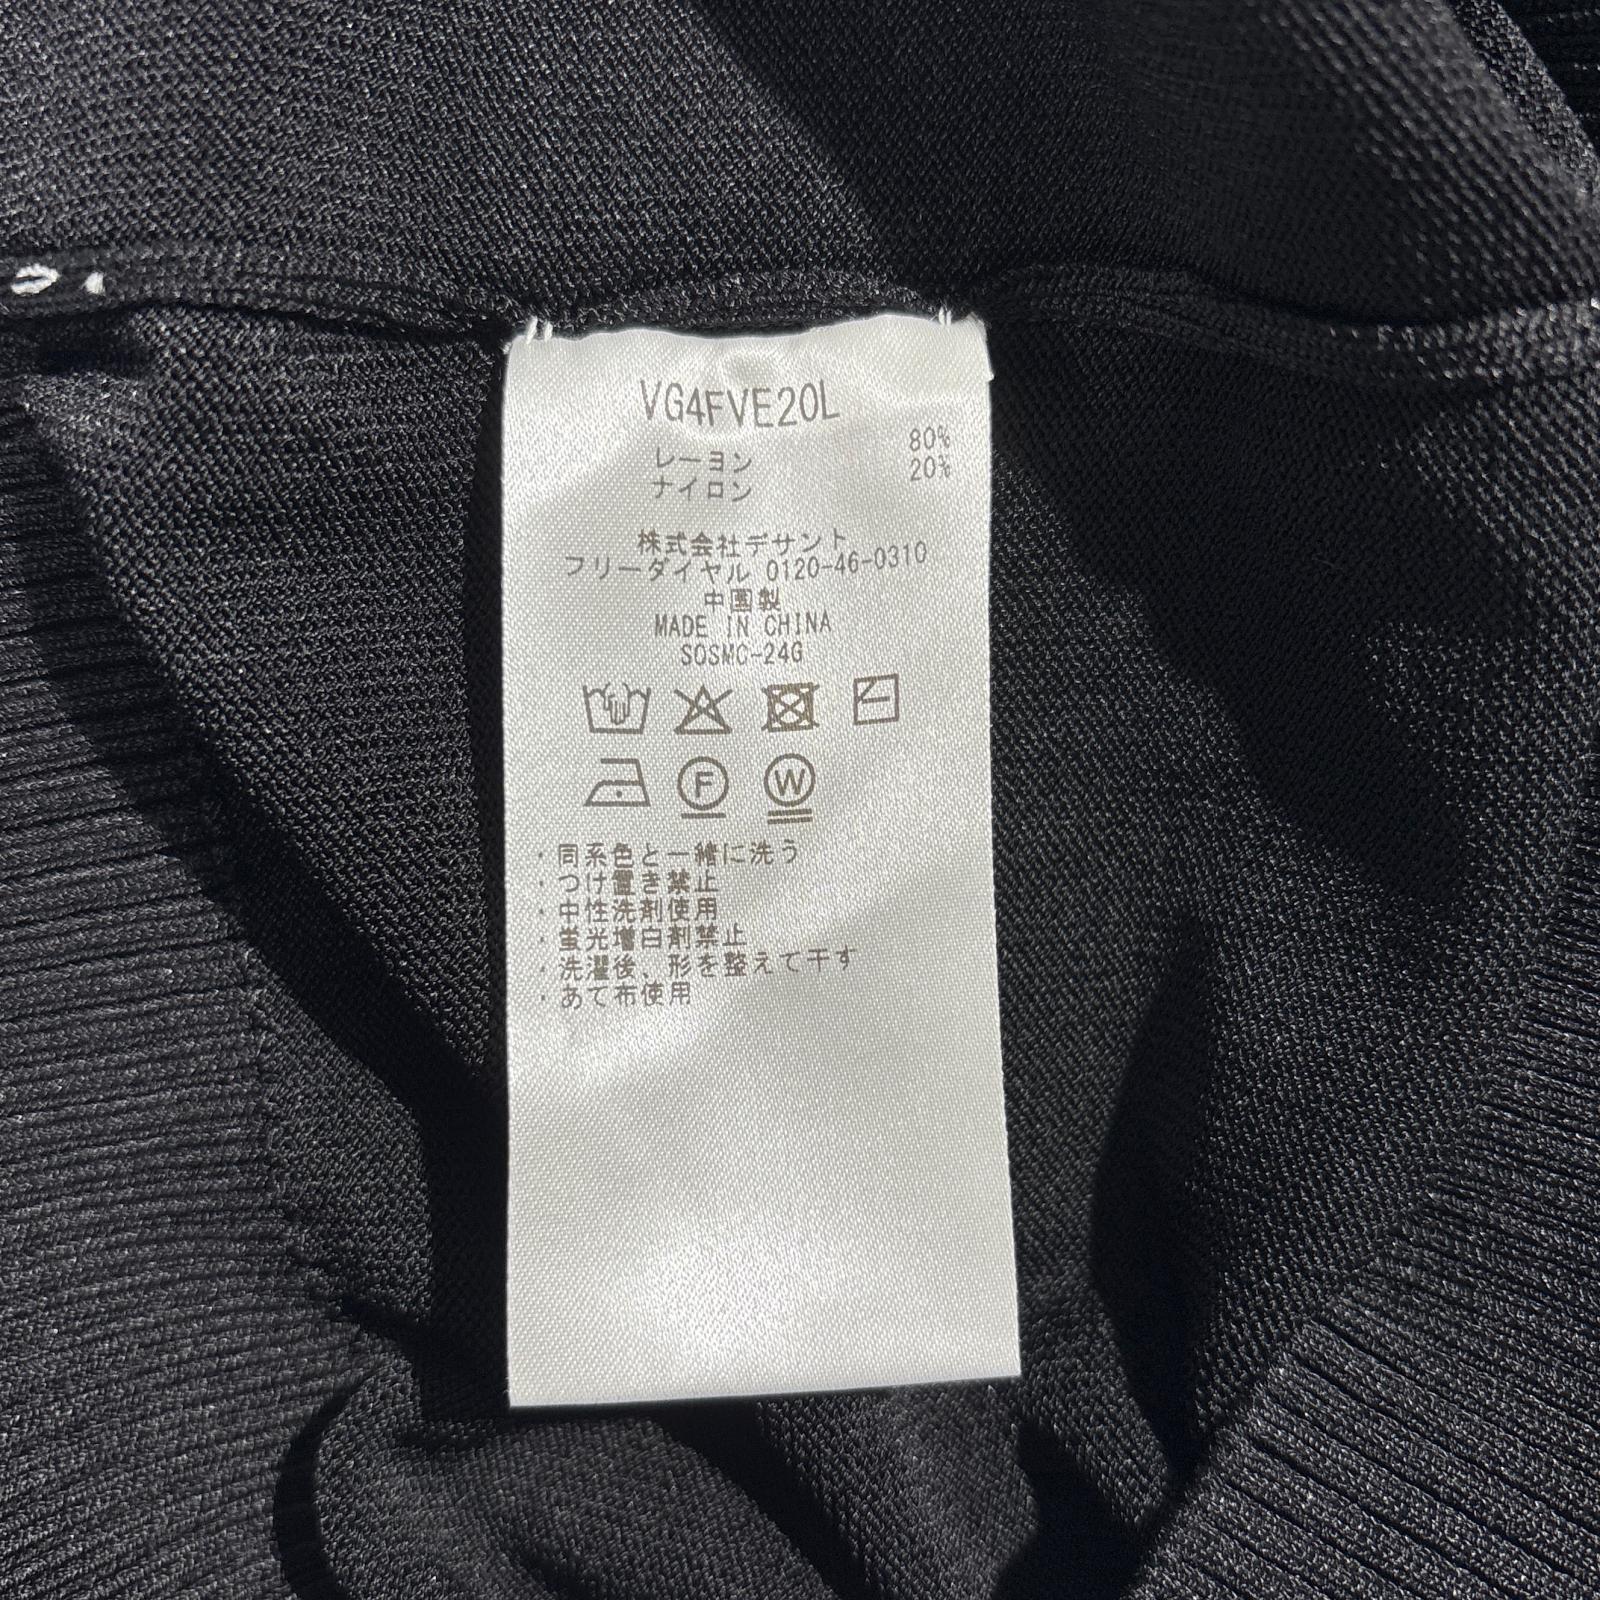 VG4FVE20L
レーヨン 80%
ナイロン 20%
株式会社デサント
フリーダイヤル 0120-46-0310
中国製
MADE IN CHINA
SOSMC-24G
F W
・同系色と一緒に洗う
・つけ置き禁止
・中性洗剤使用
・蛍光増白剤禁止
・洗濯後、形を整えて干す
・あて布使用